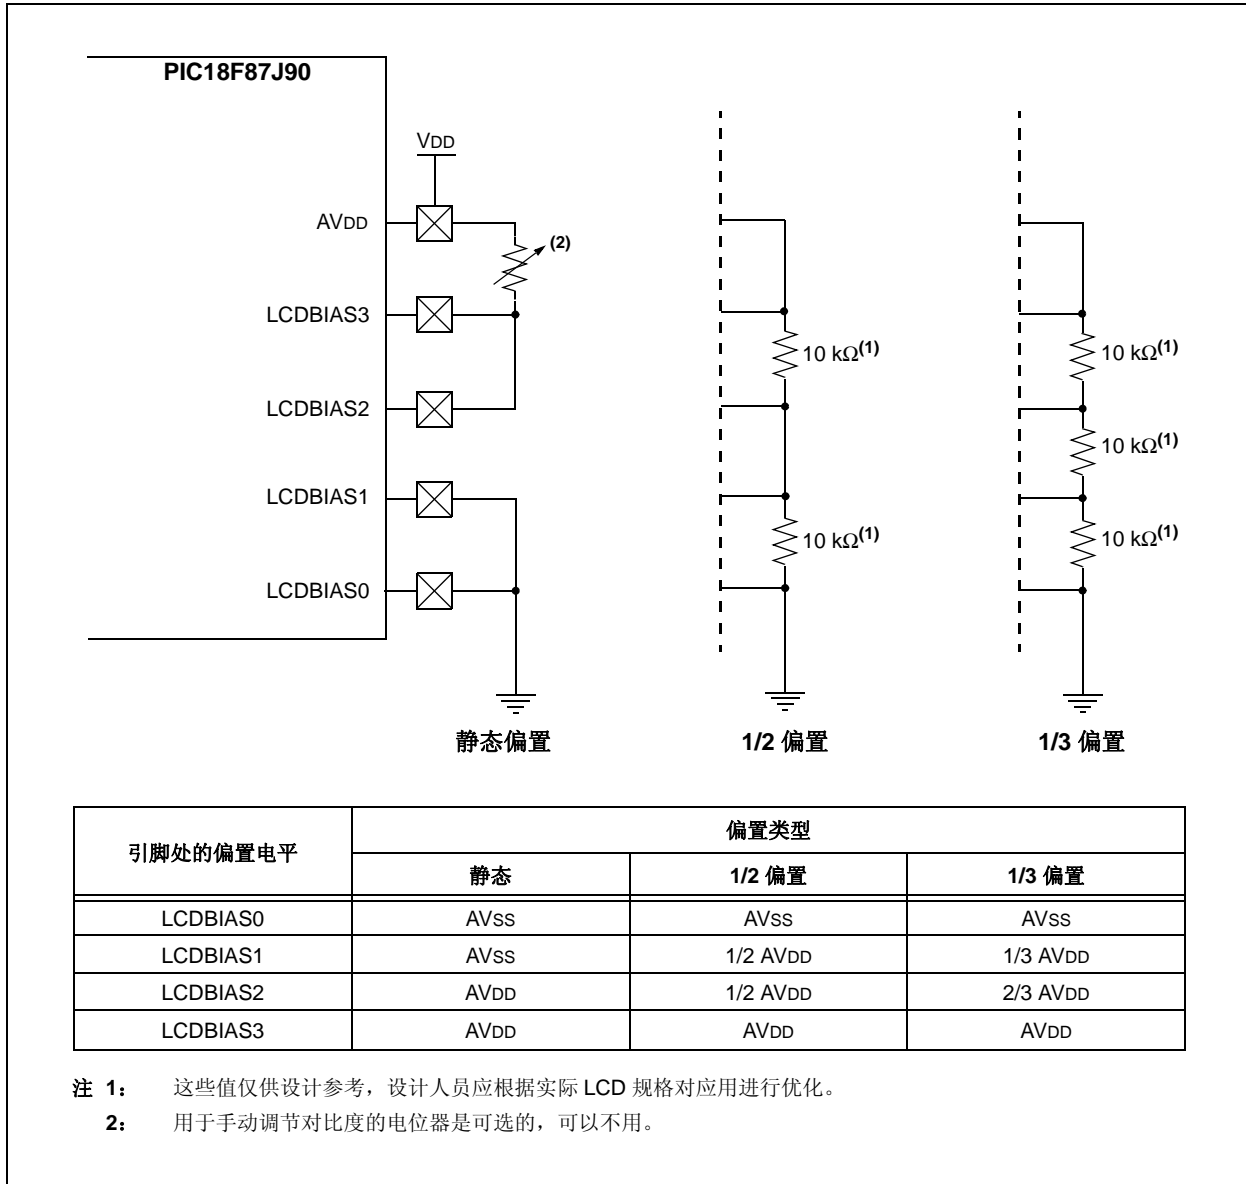 PIC18F87J90
VDD
AVDD
(2)
LCDBIAS3
10 kΩ(1)
10 kΩ(1)
LCDBIAS2
10 kΩ(1)
LCDBIAS1
10 kΩ(1)
10 kΩ(1)
LCDBIAS0
静态偏置
1/2 偏置
1/3 偏置
引脚处的偏置电平
偏置类型
静态
1/2 偏置
1/3 偏置
LCDBIAS0 AVSS AVSS AVSS
LCDBIAS1 AVSS 1/2 AVDD 1/3 AVDD
LCDBIAS2 AVDD 1/2 AVDD 2/3 AVDD
LCDBIAS3 AVDD AVDD AVDD
注 1： 这些值仅供设计参考，设计人员应根据实际 LCD 规格对应用进行优化。
2： 用于手动调节对比度的电位器是可选的，可以不用。